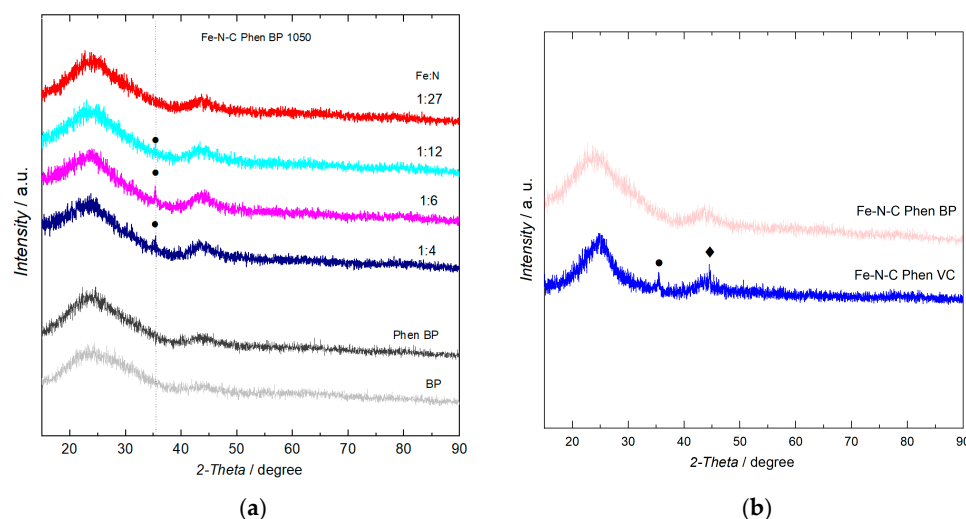 Fe-N-C Phen BP 1050
Fe:N
1:27
1:12
1:6
1:4
Phen BP
BP
Intensity / a.u.
20 30 40 50 60 70 80 90
2-Theta / degree
(a)
Fe-N-C Phen BP
Fe-N-C Phen VC
Intensity / a.u.
20 30 40 50 60 70 80 90
2-Theta / degree
(b)